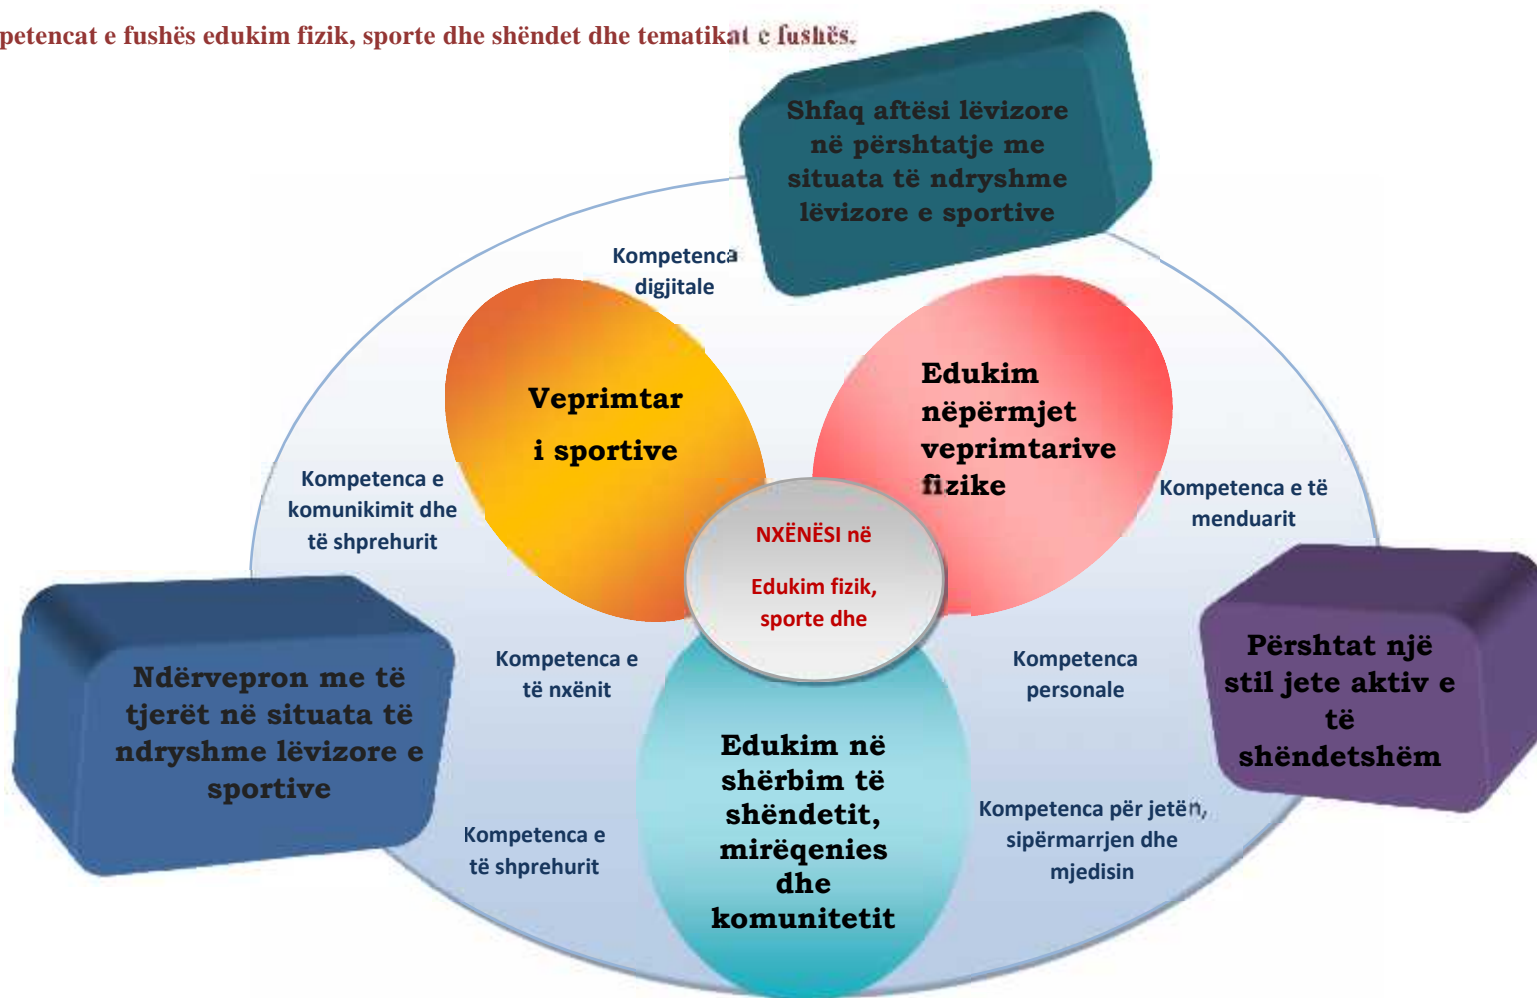 petencat e fushës edukim fizik, sporte dhe shëndet dhe tematikat e fushës.
Shfaq aftësi lëvizore
në përshtatje me
situata të ndryshme
lëvizore e sportive
Kompetenca
digjitale
Veprimtar
i sportive
Edukim
nëpërmjet
veprimtarive
fizike
Kompetenca e
komunikimit dhe
të shprehurit
Kompetenca e të
menduarit
NXËNËSI në
Edukim fizik,
sporte dhe
Ndërvepron me të
tjerët në situata të
ndryshme lëvizore e
sportive
Kompetenca e
të nxënit
Kompetenca
personale
Përshtat një
stil jete aktiv e
të
shëndetshëm
Edukim në
shërbim të
shëndetit,
mirëqenies
dhe
komunitetit
Kompetenca e
të shprehurit
Kompetenca për jetën,
sipërmarrjen dhe
mjedisin